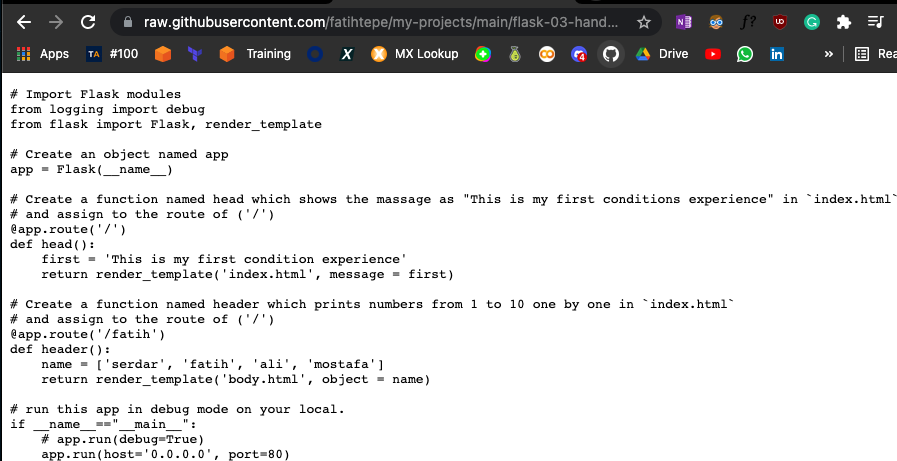 raw.githubusercontent.com/fatihtepe/my-projects/main/flask-03-hand...
Apps TA #100 Training X MX Lookup 4 Drive in » Rea
# Import Flask modules
from logging import debug
from flask import Flask, render_template
# Create an object named app
app = Flask(__name__)
# Create a function named head which shows the massage as "This is my first conditions experience" in `index.html`
# and assign to the route of ('/')
@app.route('/')
def head():
    first = 'This is my first condition experience'
    return render_template('index.html', message = first)
# Create a function named header which prints numbers from 1 to 10 one by one in `index.html`
# and assign to the route of ('/')
@app.route('/fatih')
def header():
    name = ['serdar', 'fatih', 'ali', 'mostafa']
    return render_template('body.html', object = name)
# run this app in debug mode on your local.
if __name__=="__main__":
    # app.run(debug=True)
    app.run(host='0.0.0.0', port=80)